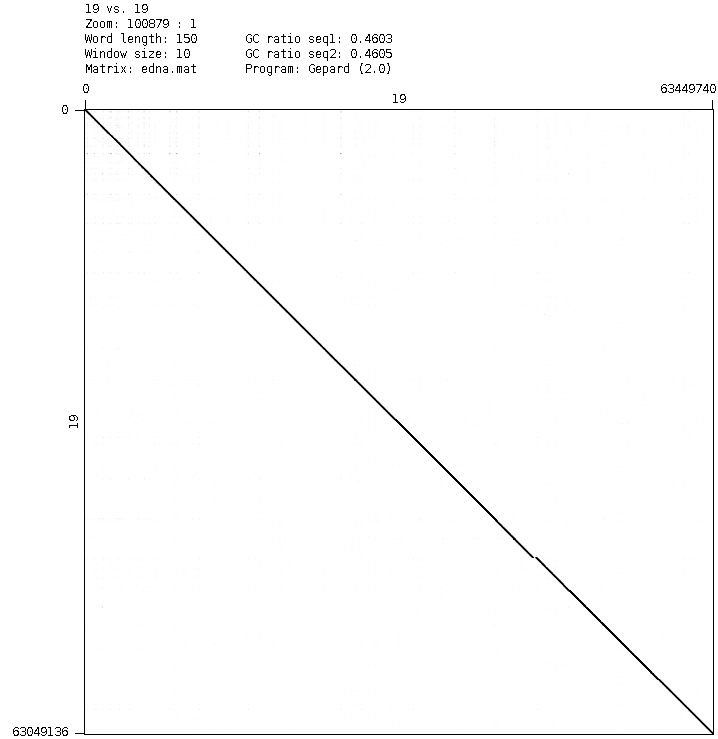 19 vs. 19
Zoom: 100879 : 1
Word length: 150 GC ratio seq1: 0.4603
Window size: 10 GC ratio seq2: 0.4605
Matrix: edna.mat Program: Gepard (2.0)
0 63449740
19
0
19
63049136